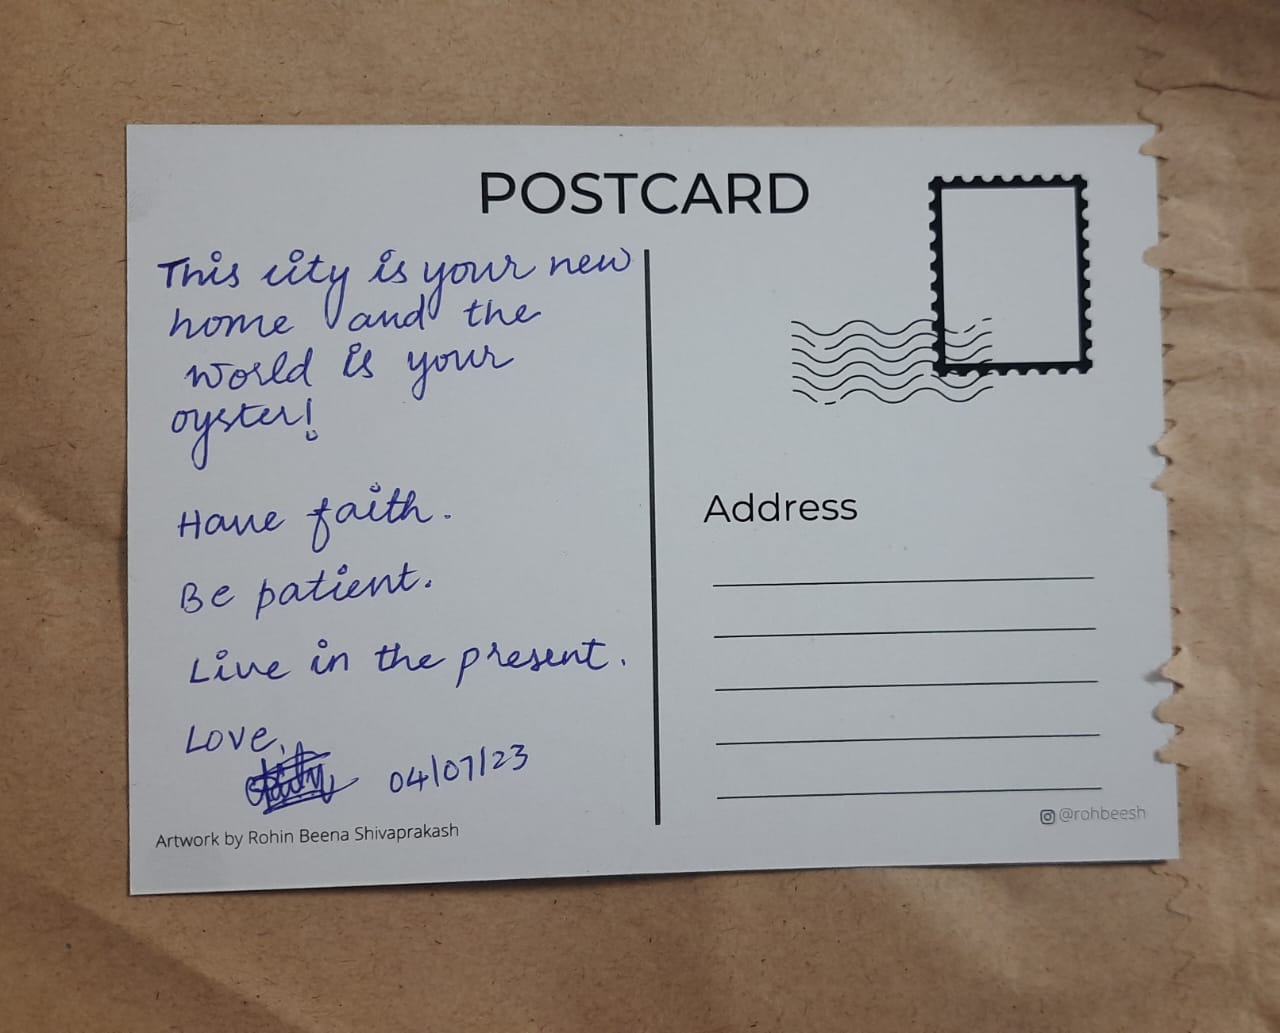 POSTCARD
This city is your new
home and the
world is your
oyster!
Have faith.
Be patient.
Live in the present.
Love,
04/07/23
Artwork by Rohin Beena Shivaprakash
Address
@rohbeesh